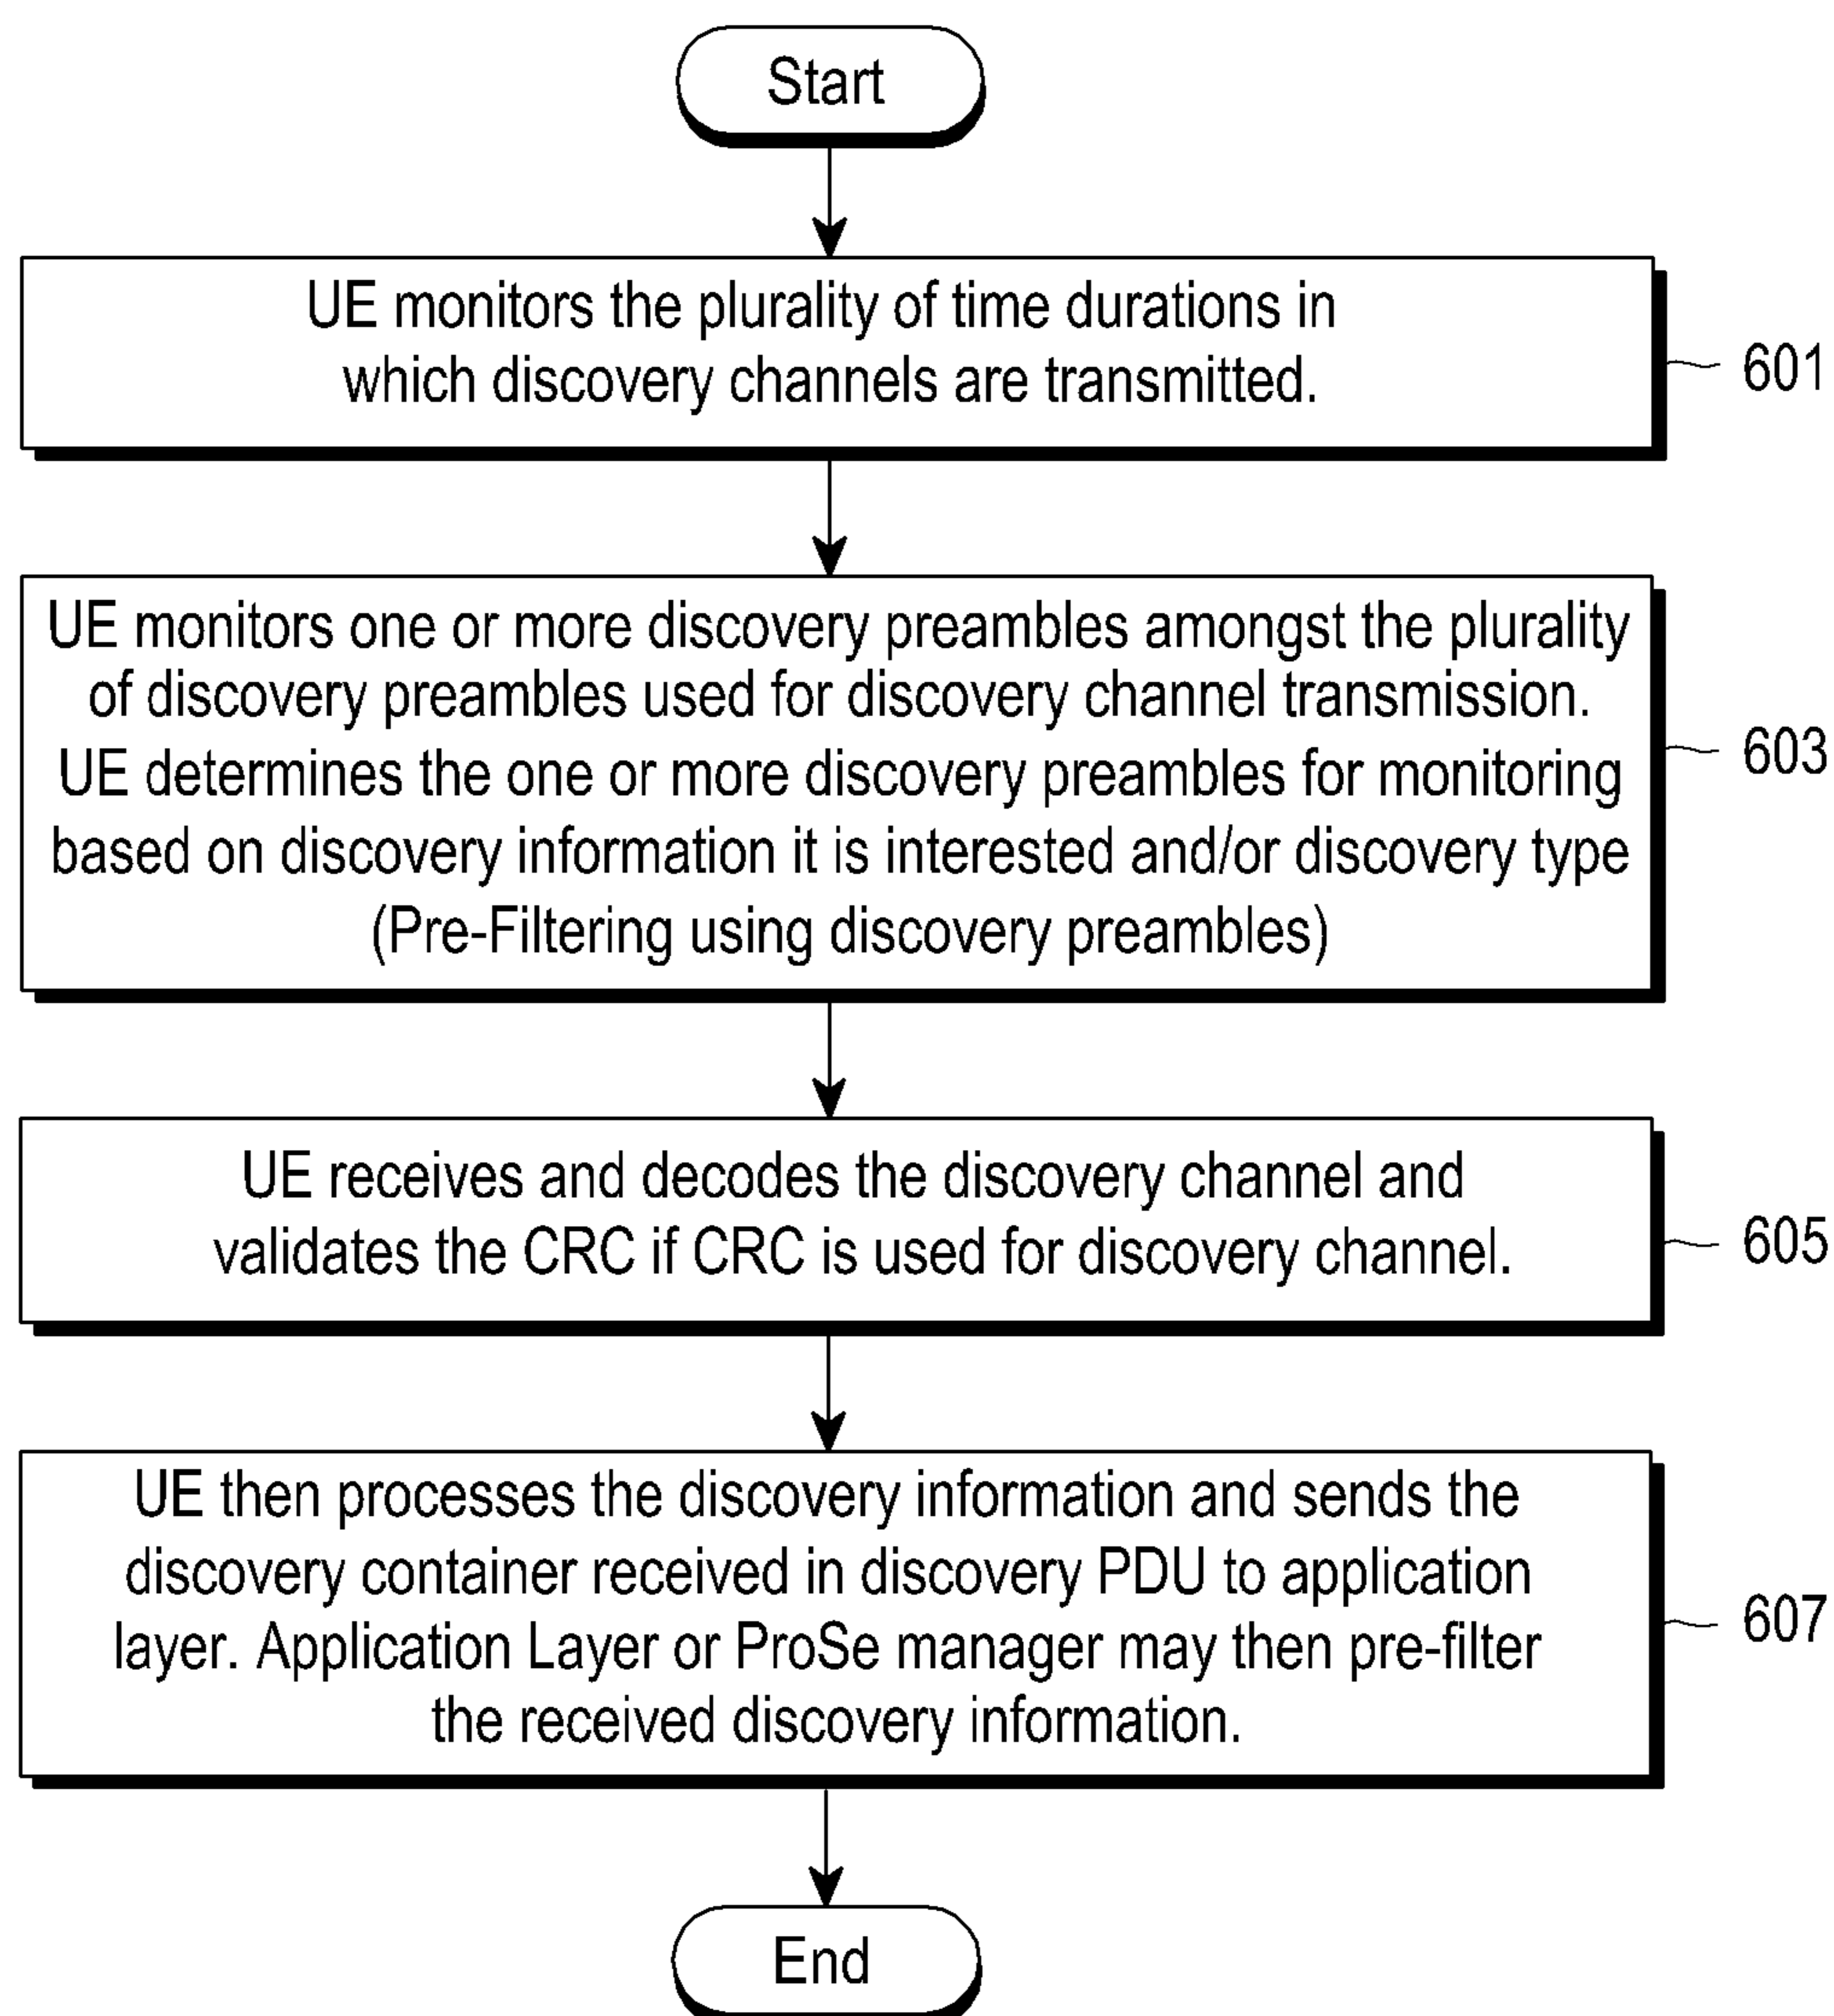 Start
UE monitors the plurality of time durations in
which discovery channels are transmitted.
601
UE monitors one or more discovery preambles amongst the plurality
of discovery preambles used for discovery channel transmission.
UE determines the one or more discovery preambles for monitoring
based on discovery information it is interested and/or discovery type
(Pre-Filtering using discovery preambles)
603
UE receives and decodes the discovery channel and
validates the CRC if CRC is used for discovery channel.
605
UE then processes the discovery information and sends the
discovery container received in discovery PDU to application
layer. Application Layer or ProSe manager may then pre-filter
the received discovery information.
607
End